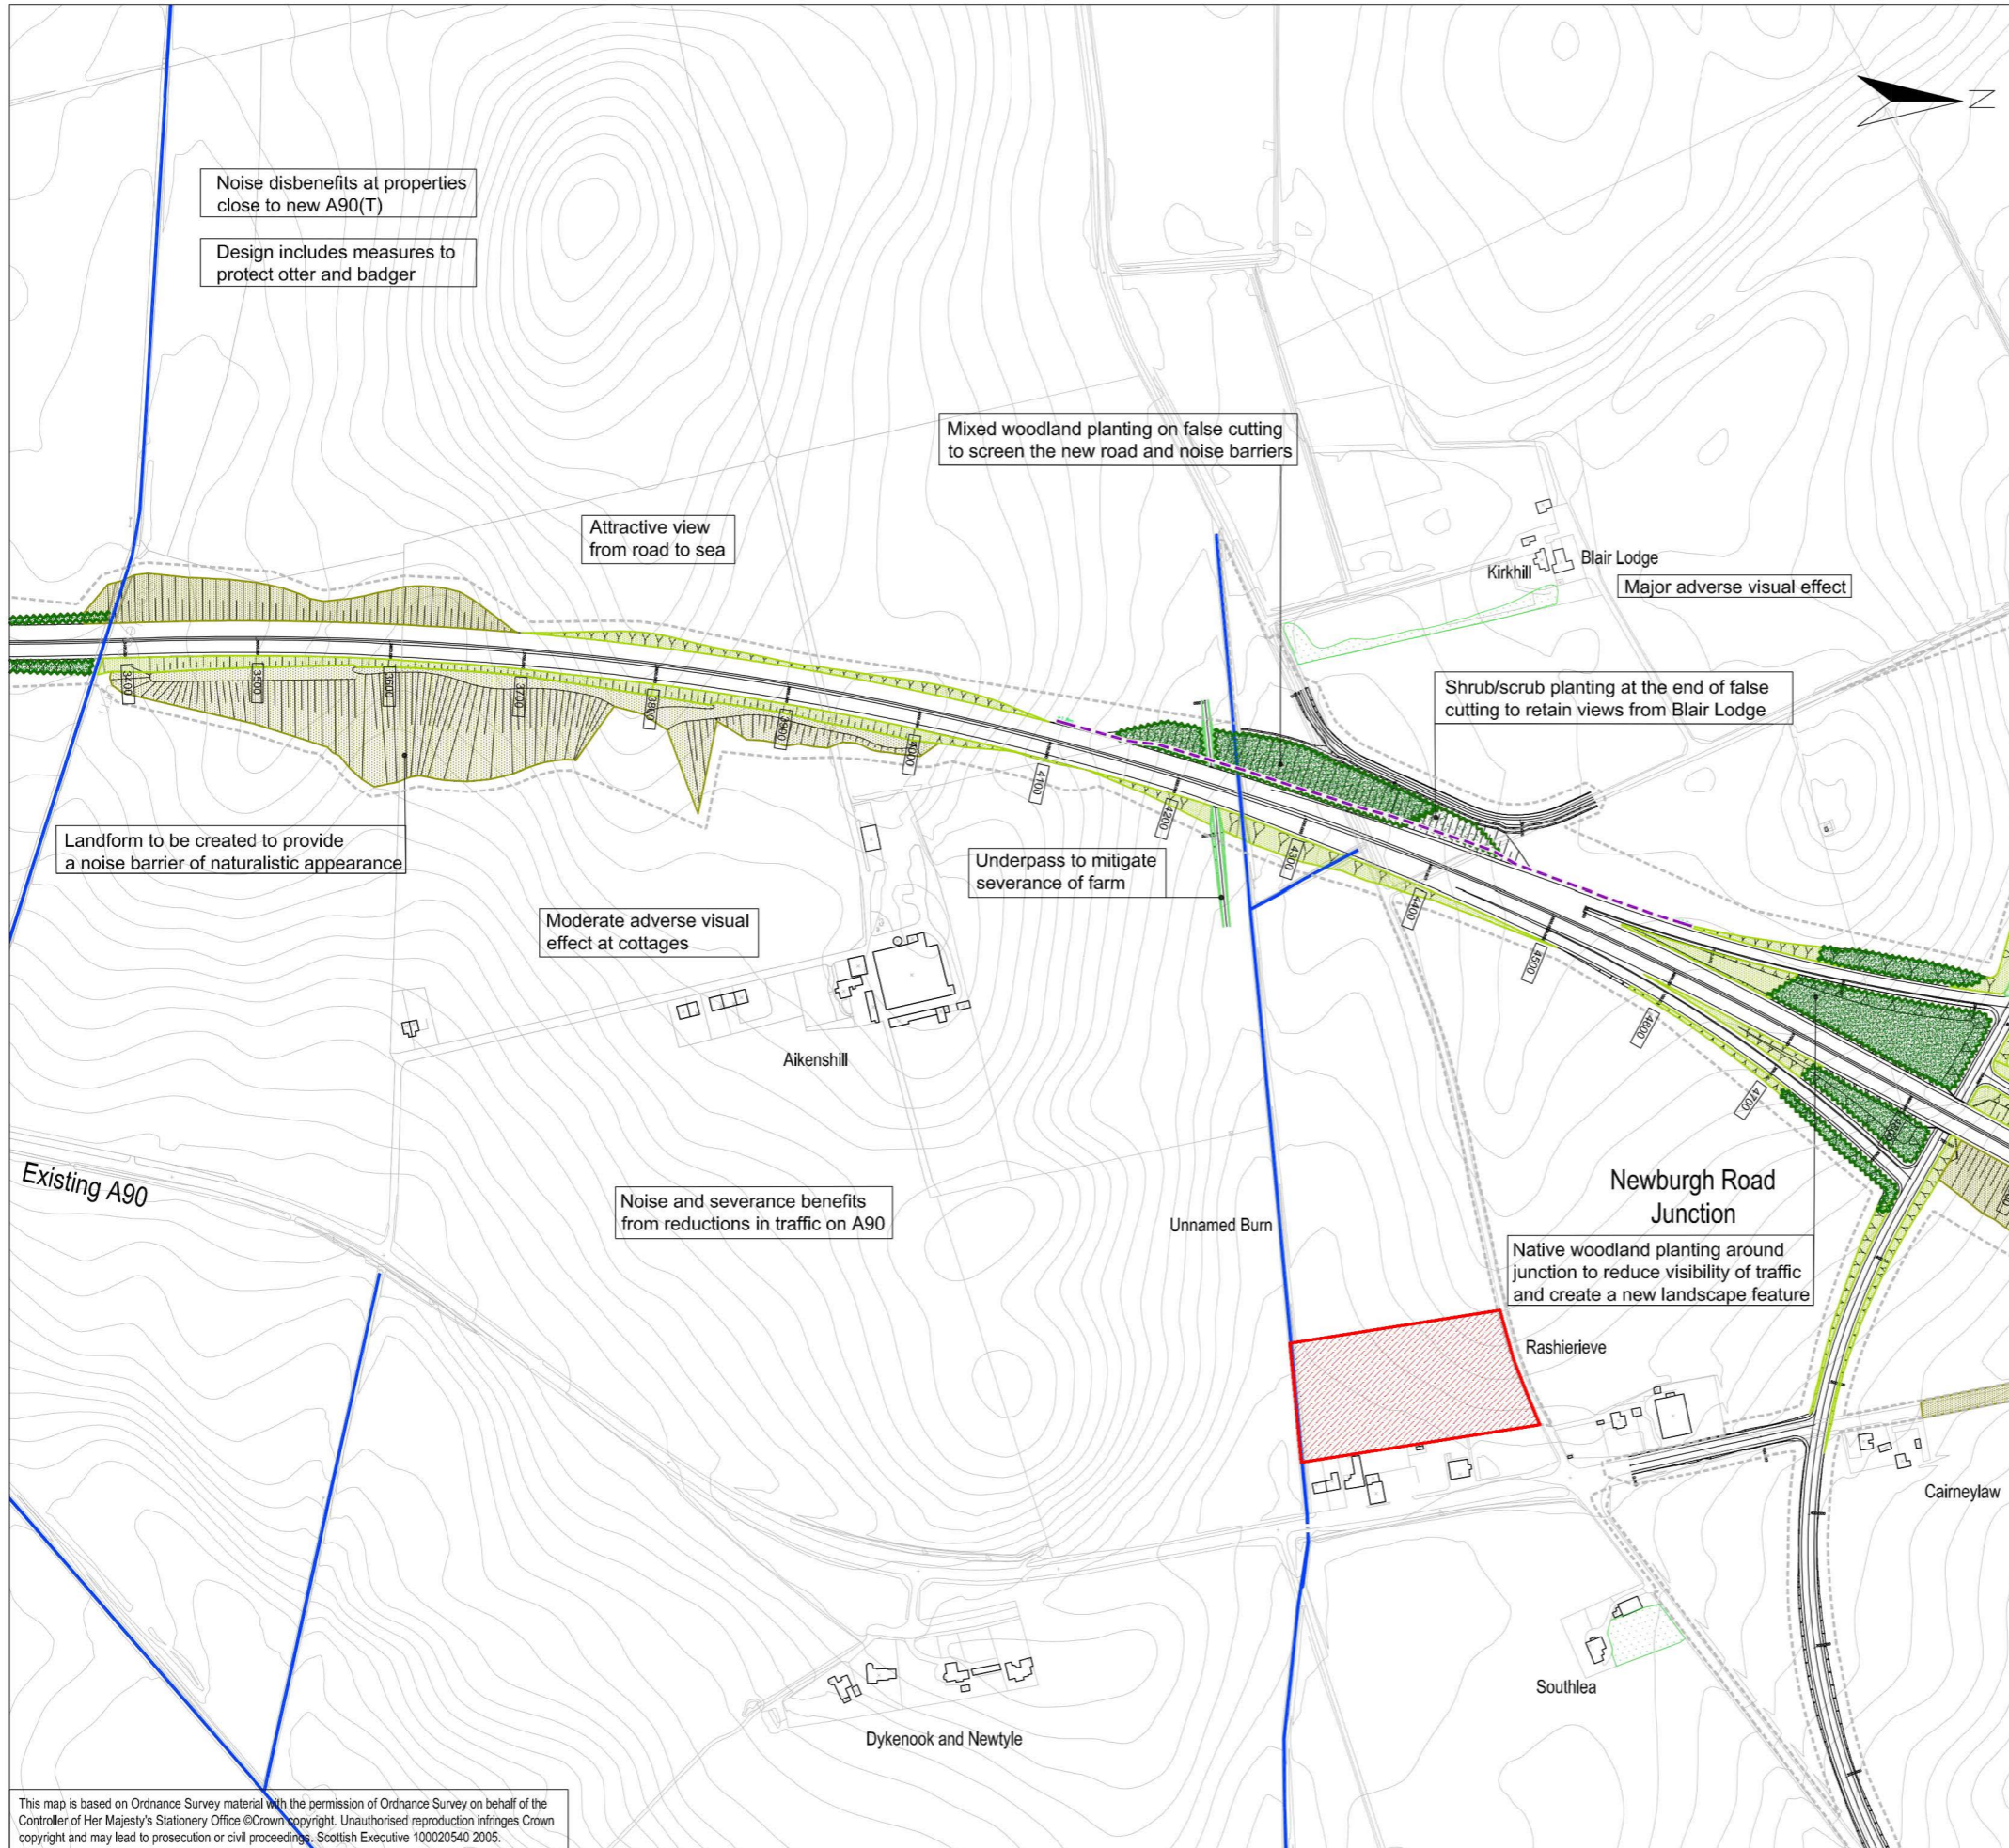 N
Noise disbenefits at properties
close to new A90(T)
Design includes measures to
protect otter and badger
Mixed woodland planting on false cutting
to screen the new road and noise barriers
Attractive view
from road to sea
Kirkhill
Blair Lodge
Major adverse visual effect
Shrub/scrub planting at the end of false
cutting to retain views from Blair Lodge
3400
3500
3600
3700
3800
3900
4000
4100
4200
4300
4400
4500
4600
4700
Landform to be created to provide
a noise barrier of naturalistic appearance
Underpass to mitigate
severance of farm
Moderate adverse visual
effect at cottages
Aikenshill
Existing A90
Noise and severance benefits
from reductions in traffic on A90
Unnamed Burn
Newburgh Road
Junction
Native woodland planting around
junction to reduce visibility of traffic
and create a new landscape feature
Rashierieve
Cairneylaw
Southlea
Dykenook and Newtyle
This map is based on Ordnance Survey material with the permission of Ordnance Survey on behalf of the
Controller of Her Majesty's Stationery Office ©Crown copyright. Unauthorised reproduction infringes Crown
copyright and may lead to prosecution or civil proceedings. Scottish Executive 100020540 2005.